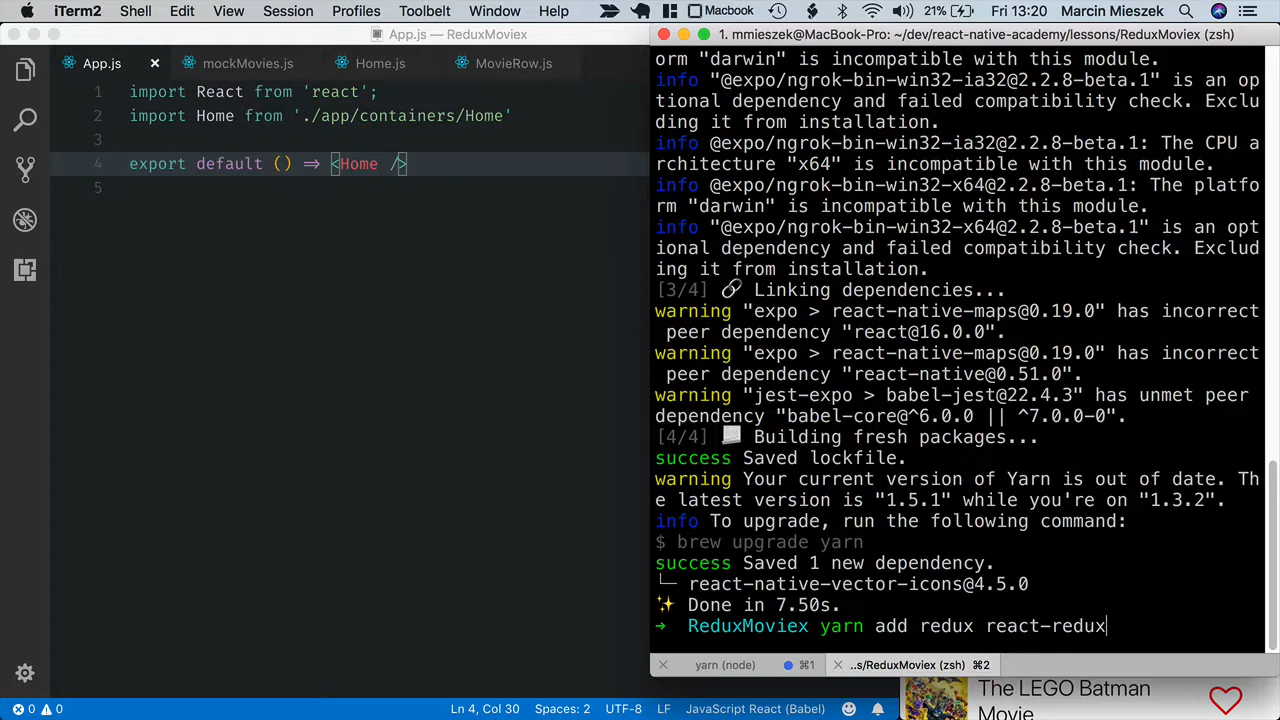 iTerm2 Shell Edit View Session Profiles Toolbelt Window Help Macbook 21% Fri 13:20 Marcin Mieszek
App.js — ReduxMoviex
App.js mockMovies.js Home.js MovieRow.js
1 import React from 'react';
2 import Home from './app/containers/Home'
3
4 export default () => <Home />
5
1. mmieszek@MacBook-Pro: ~/dev/react-native-academy/lessons/ReduxMoviex (zsh)
orm "darwin" is incompatible with this module.
info "@expo/ngrok-bin-win32-ia32@2.2.8-beta.1" is an op
tional dependency and failed compatibility check. Exclu
ding it from installation.
info @expo/ngrok-bin-win32-ia32@2.2.8-beta.1: The CPU a
rchitecture "x64" is incompatible with this module.
info @expo/ngrok-bin-win32-x64@2.2.8-beta.1: The platfo
rm "darwin" is incompatible with this module.
info "@expo/ngrok-bin-win32-x64@2.2.8-beta.1" is an opt
ional dependency and failed compatibility check. Exclud
ing it from installation.
[3/4] 🔗 Linking dependencies...
warning "expo > react-native-maps@0.19.0" has incorrect
peer dependency "react@16.0.0".
warning "expo > react-native-maps@0.19.0" has incorrect
peer dependency "react-native@0.51.0".
warning "jest-expo > babel-jest@22.4.3" has unmet peer
dependency "babel-core@^6.0.0 || ^7.0.0-0".
[4/4] 📃 Building fresh packages...
success Saved lockfile.
warning Your current version of Yarn is out of date. Th
e latest version is "1.5.1" while you're on "1.3.2".
info To upgrade, run the following command:
$ brew upgrade yarn
success Saved 1 new dependency.
└─ react-native-vector-icons@4.5.0
✨ Done in 7.50s.
➜ ReduxMoviex yarn add redux react-redux
yarn (node) ⌘1 ..s/ReduxMoviex (zsh) ⌘2
The LEGO Batman
Movie
0 0 Ln 4, Col 30 Spaces: 2 UTF-8 LF JavaScript React (Babel)